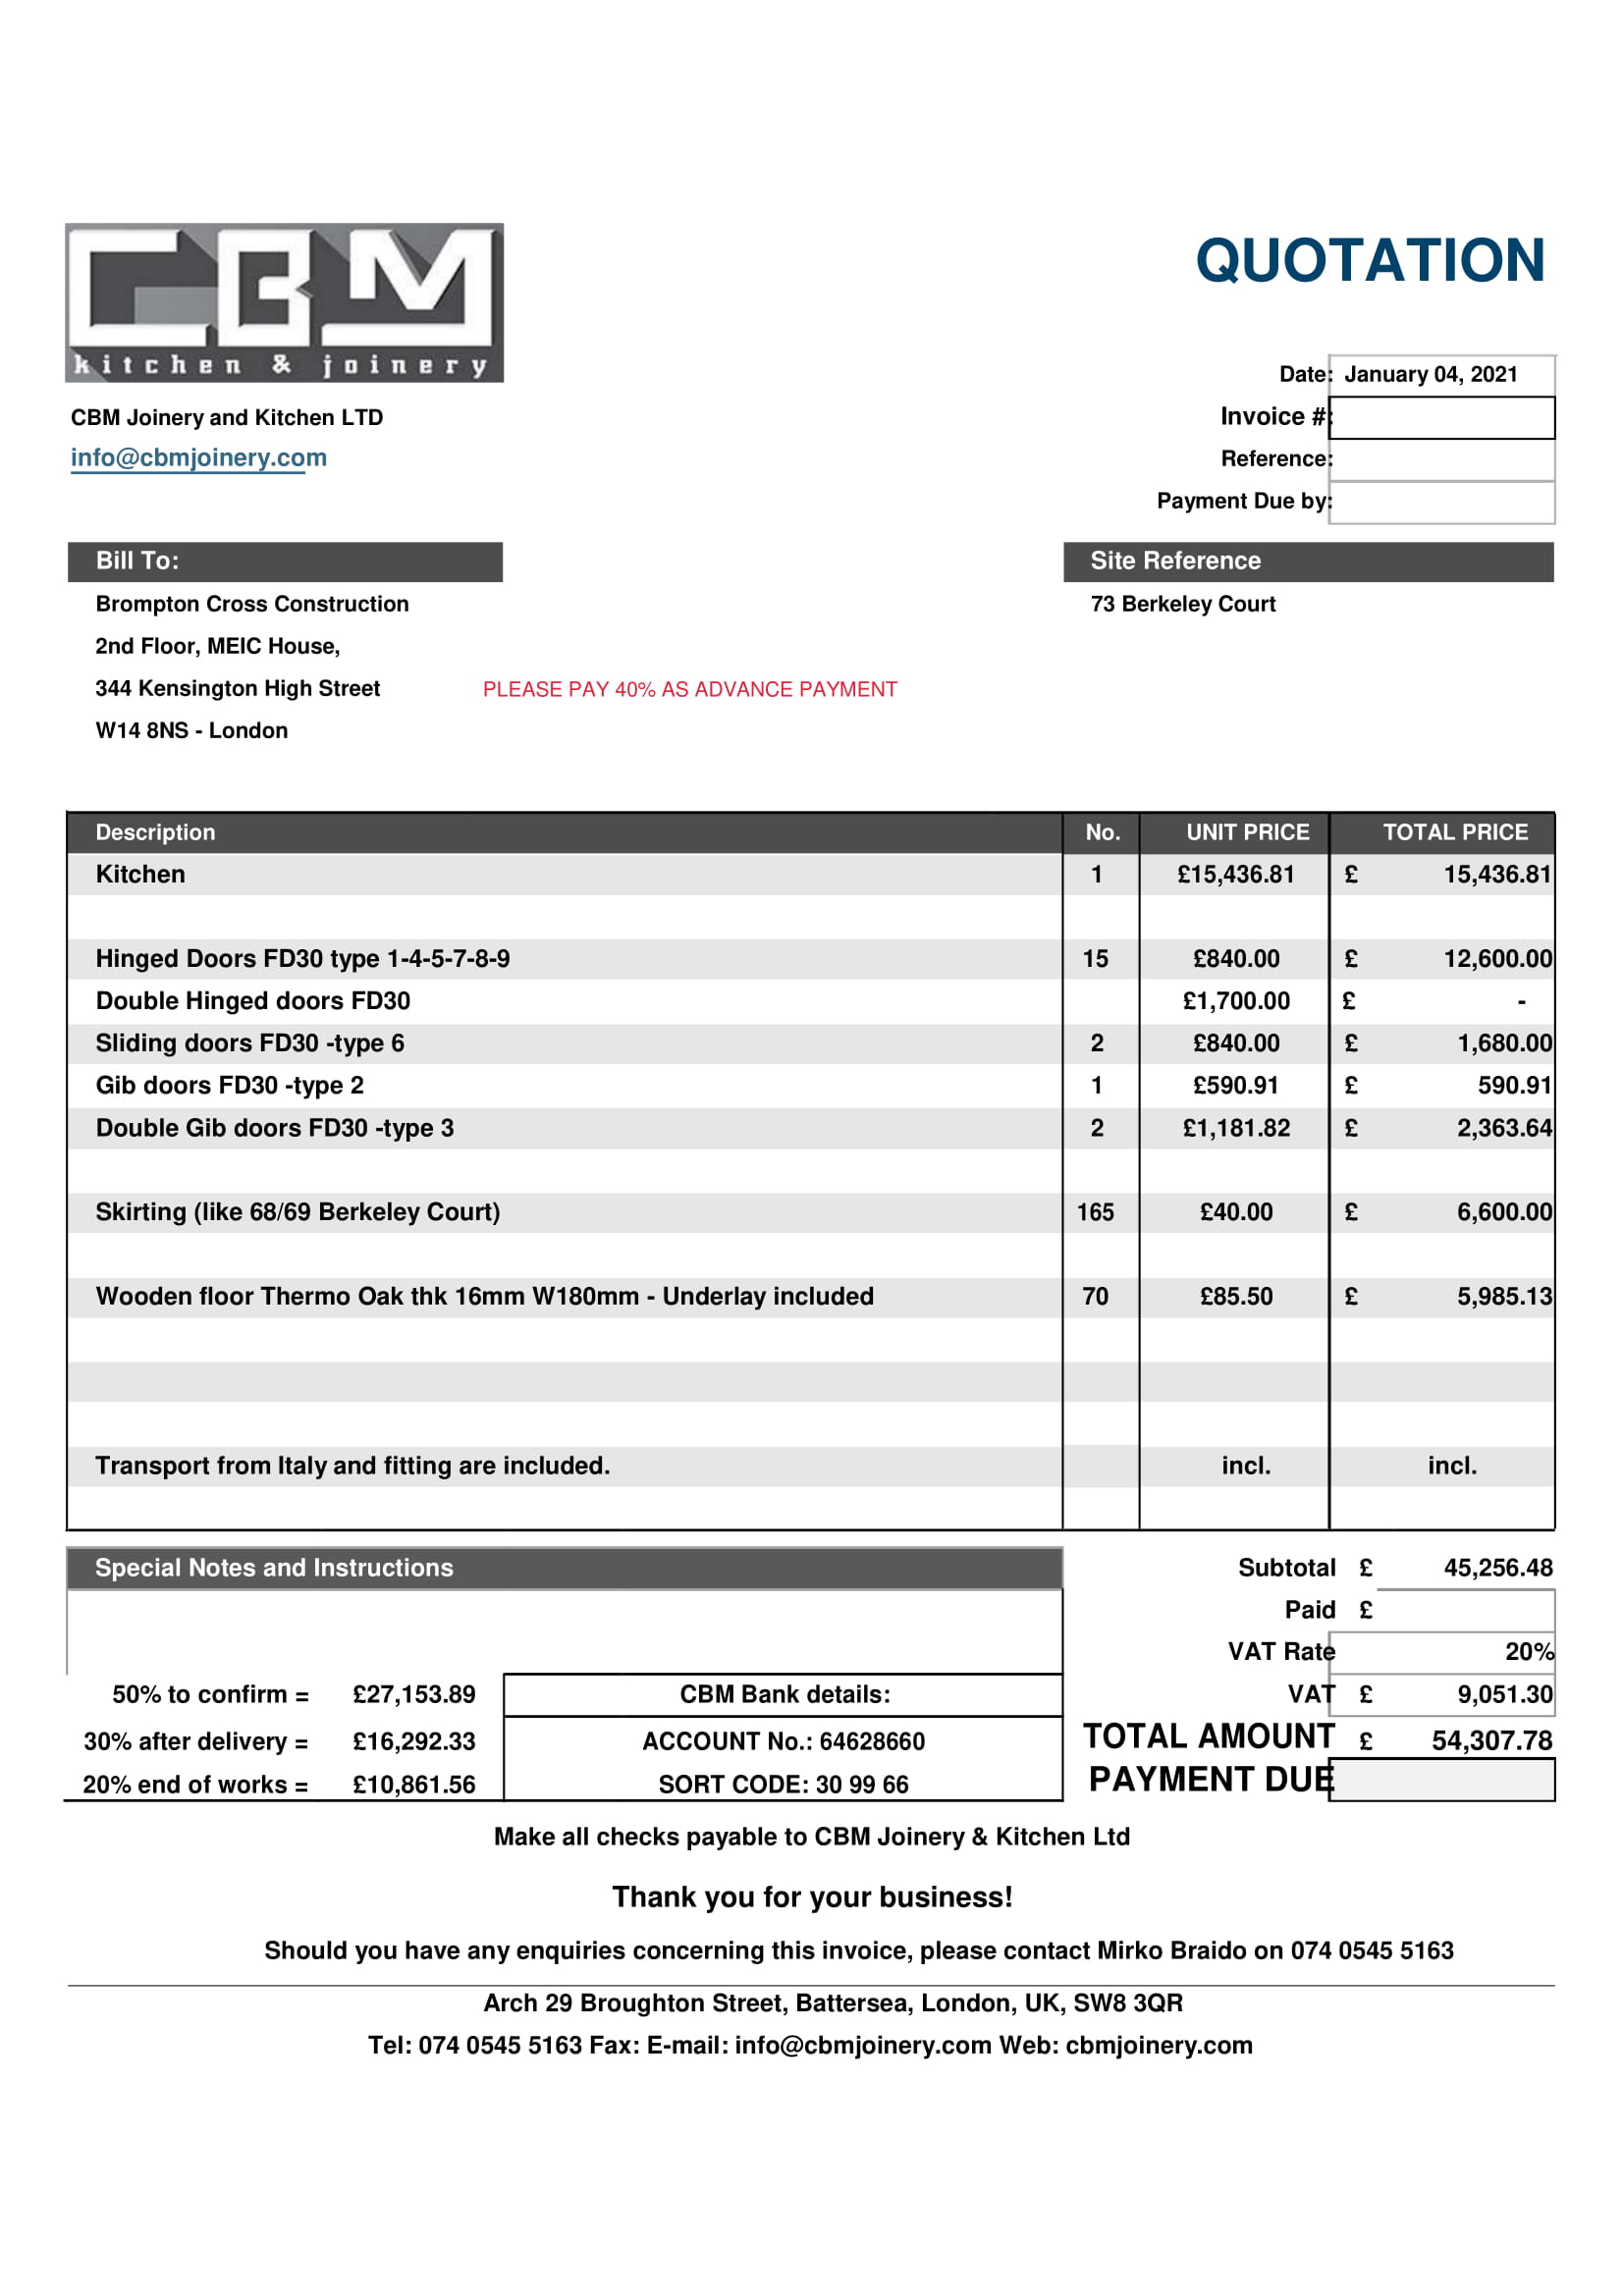 CBM
kitchen & joinery
QUOTATION
Date: January 04, 2021
CBM Joinery and Kitchen LTD
Invoice #:
info@cbmjoinery.com
Reference:
Payment Due by:
Bill To:
Site Reference
Brompton Cross Construction
73 Berkeley Court
2nd Floor, MEIC House,
344 Kensington High Street
PLEASE PAY 40% AS ADVANCE PAYMENT
W14 8NS - London
Description No. UNIT PRICE TOTAL PRICE
Kitchen 1 £15,436.81 £ 15,436.81
Hinged Doors FD30 type 1-4-5-7-8-9 15 £840.00 £ 12,600.00
Double Hinged doors FD30 £1,700.00 £ -
Sliding doors FD30 -type 6 2 £840.00 £ 1,680.00
Gib doors FD30 -type 2 1 £590.91 £ 590.91
Double Gib doors FD30 -type 3 2 £1,181.82 £ 2,363.64
Skirting (like 68/69 Berkeley Court) 165 £40.00 £ 6,600.00
Wooden floor Thermo Oak thk 16mm W180mm - Underlay included 70 £85.50 £ 5,985.13
Transport from Italy and fitting are included. incl. incl.
Special Notes and Instructions
Subtotal £ 45,256.48
Paid £
VAT Rate 20%
50% to confirm = £27,153.89 CBM Bank details: VAT £ 9,051.30
30% after delivery = £16,292.33 ACCOUNT No.: 64628660 TOTAL AMOUNT £ 54,307.78
20% end of works = £10,861.56 SORT CODE: 30 99 66 PAYMENT DUE
Make all checks payable to CBM Joinery & Kitchen Ltd
Thank you for your business!
Should you have any enquiries concerning this invoice, please contact Mirko Braido on 074 0545 5163
Arch 29 Broughton Street, Battersea, London, UK, SW8 3QR
Tel: 074 0545 5163 Fax: E-mail: info@cbmjoinery.com Web: cbmjoinery.com